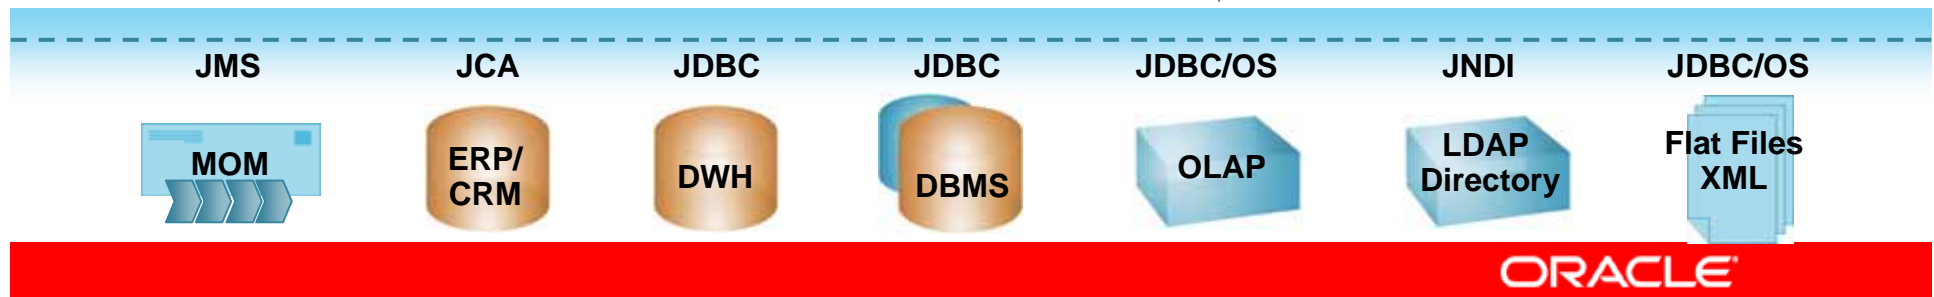 JMS JCA JDBC JDBC JDBC/OS JNDI JDBC/OS
MOM
ERP/
CRM
DWH
DBMS
OLAP
LDAP
Directory
Flat Files
XML
ORACLE